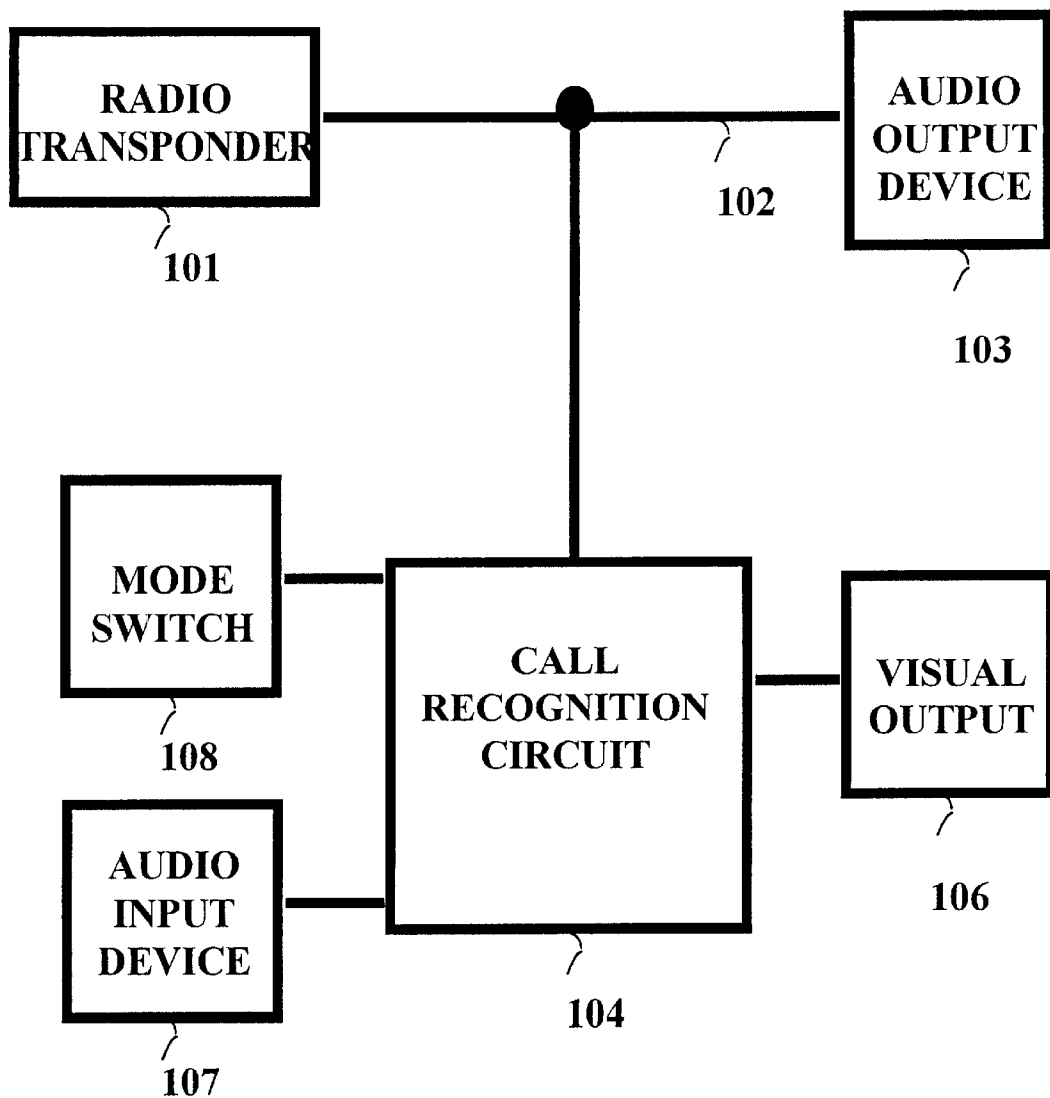 RADIO
TRANSPONDER
101
102
AUDIO
OUTPUT
DEVICE
103
MODE
SWITCH
108
CALL
RECOGNITION
CIRCUIT
104
VISUAL
OUTPUT
106
AUDIO
INPUT
DEVICE
107